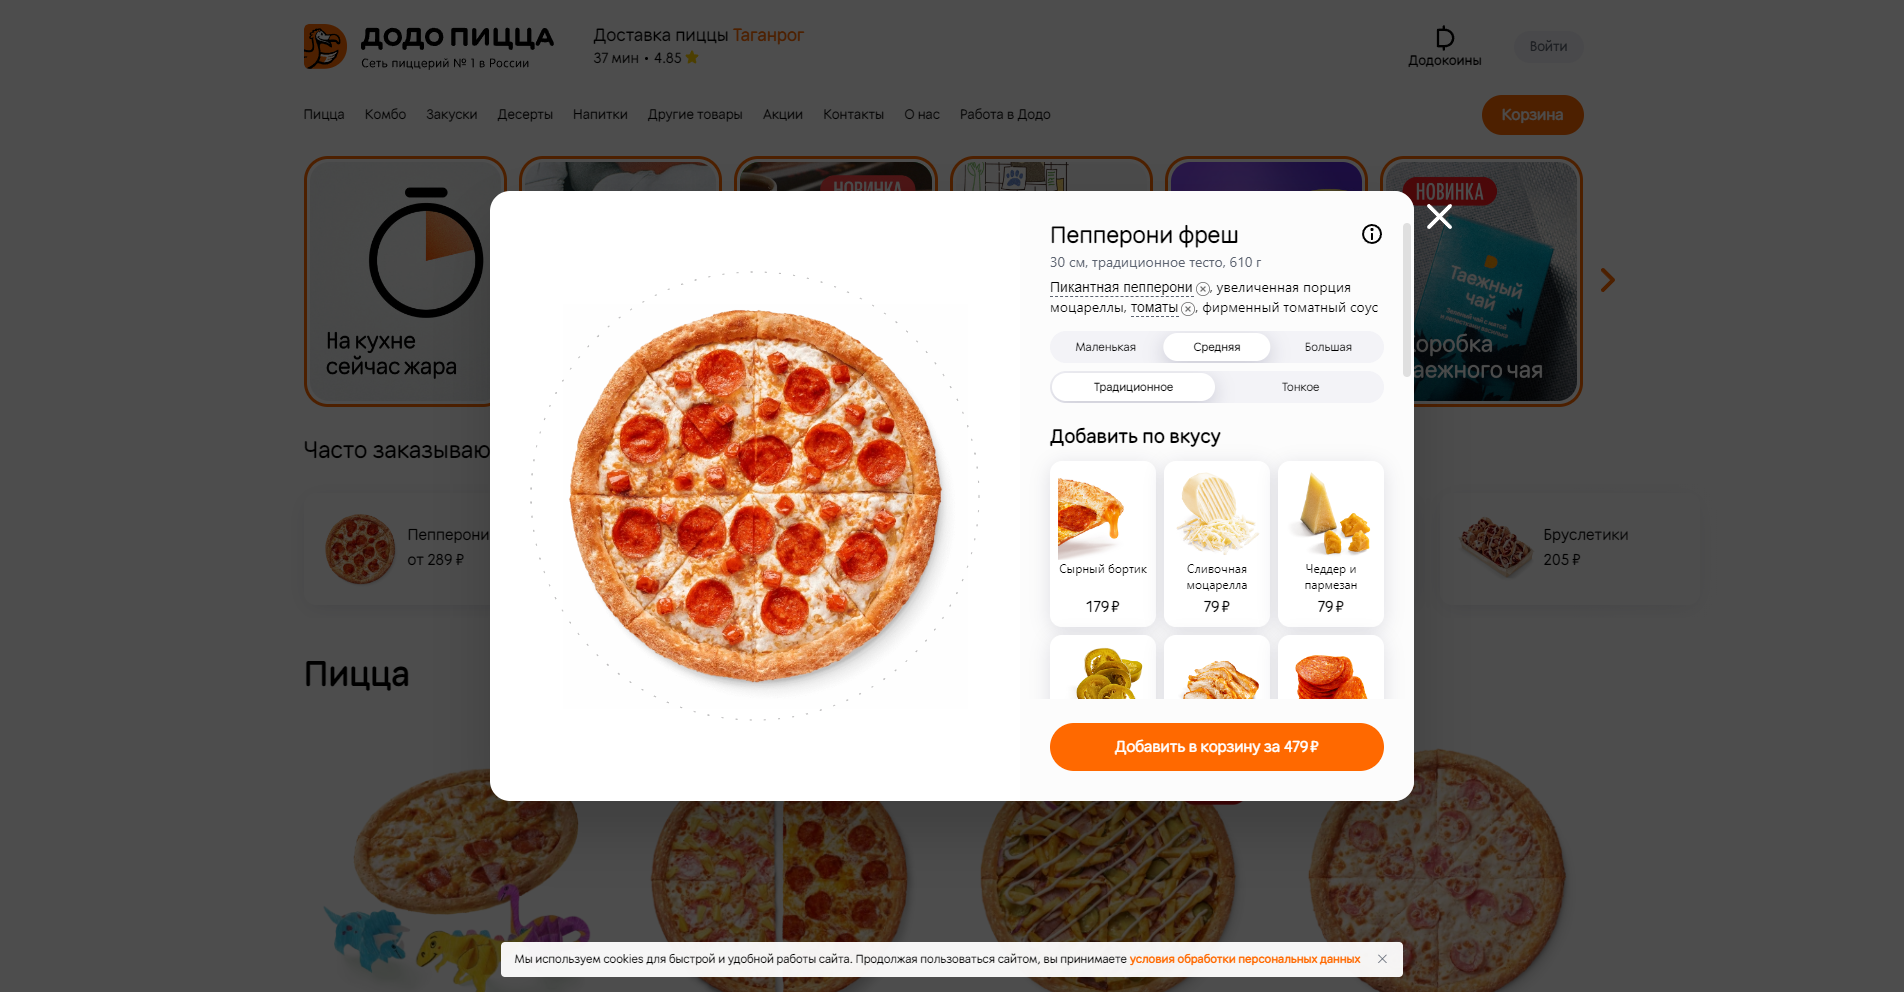 ДОДО ПИЦЦА
Сеть пиццерий № 1 в России
Доставка пиццы Таганрог
37 мин • 4.85
Додокоины
Войти
Пицца Комбо Закуски Десерты Напитки Другие товары Акции Контакты О нас Работа в Додо
Корзина
На кухне
сейчас жара
НОВИНКА
НОВИНКА
Таежный
чай
Коробка
таежного чая
Часто заказываю
Пепперони
от 289 ₽
Бруслетики
205 ₽
Пицца
Пепперони фреш
30 см, традиционное тесто, 610 г
Пикантная пепперони, увеличенная порция
моцареллы, томаты, фирменный томатный соус
Маленькая Средняя Большая
Традиционное Тонкое
Добавить по вкусу
Сырный бортик
179 ₽
Сливочная
моцарелла
79 ₽
Чеддер и
пармезан
79 ₽
Добавить в корзину за 479 ₽
Мы используем cookies для быстрой и удобной работы сайта. Продолжая пользоваться сайтом, вы принимаете условия обработки персональных данных